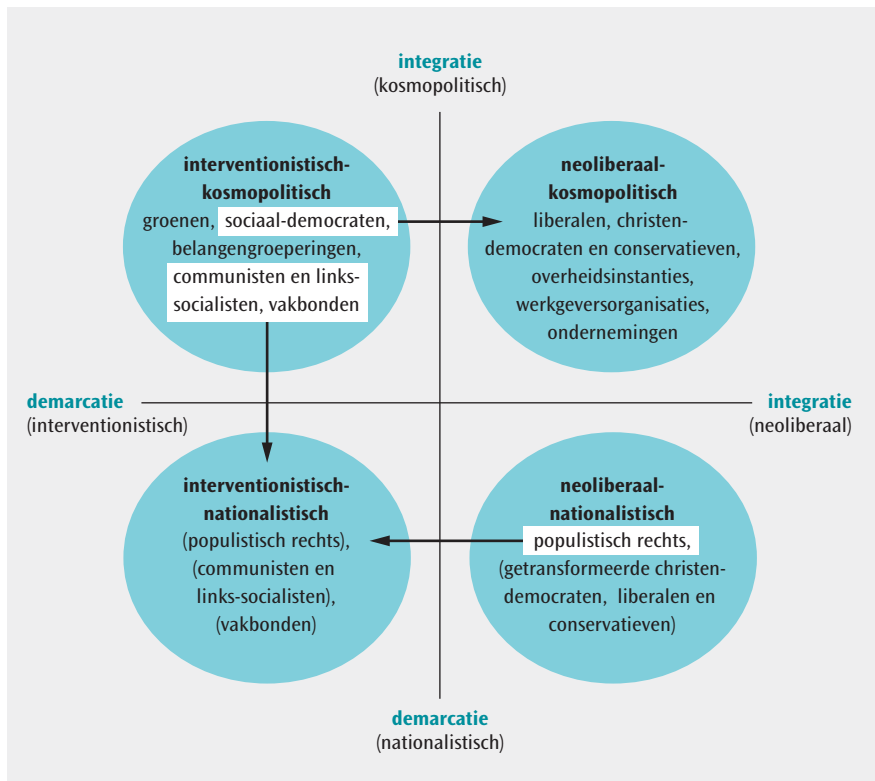 integratie
(kosmopolitisch)
interventionistisch-
kosmopolitisch
groenen, sociaal-democraten,
belangengroeperingen,
communisten en links-
socialisten, vakbonden
neoliberaal-
kosmopolitisch
liberalen, christen-
democraten en conservatieven,
overheidsinstanties,
werkgeversorganisaties,
ondernemingen
demarcatie
(interventionistisch)
integratie
(neoliberaal)
interventionistisch-
nationalistisch
(populistisch rechts),
(communisten en
links-socialisten),
(vakbonden)
neoliberaal-
nationalistisch
populistisch rechts,
(getransformeerde christen-
democraten, liberalen en
conservatieven)
demarcatie
(nationalistisch)